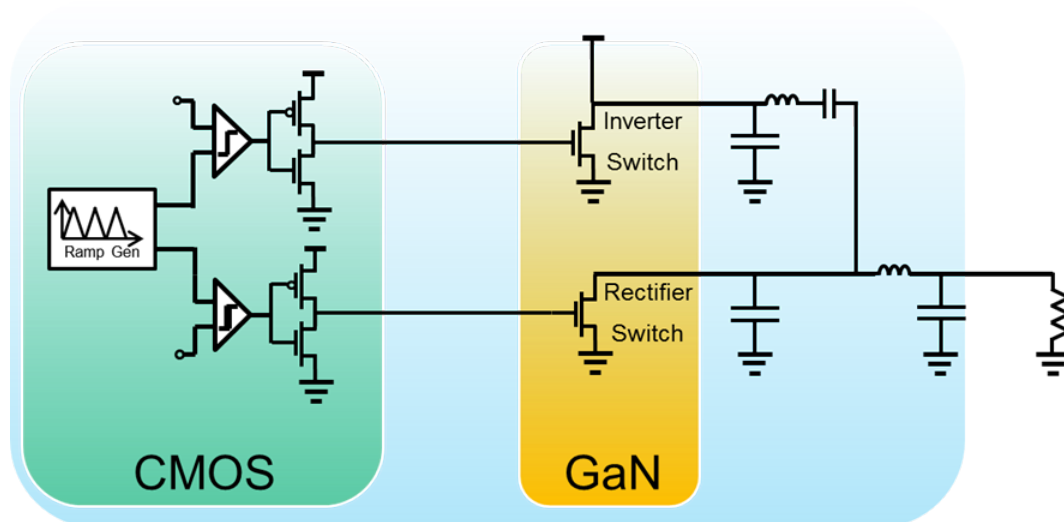 Inverter
Switch
Ramp Gen
Rectifier
Switch
CMOS
GaN